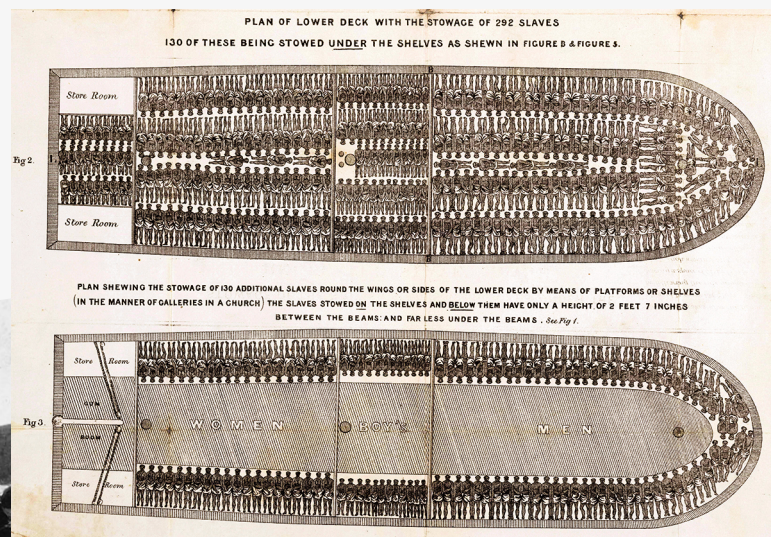 PLAN OF LOWER DECK WITH THE STOWAGE OF 292 SLAVES
130 OF THESE BEING STOWED UNDER THE SHELVES AS SHEWN IN FIGURE B & FIGURE 5.
Store Room
Fig 2.
Store Room
PLAN SHEWING THE STOWAGE OF 130 ADDITIONAL SLAVES ROUND THE WINGS OR SIDES OF THE LOWER DECK BY MEANS OF PLATFORMS OR SHELVES
(IN THE MANNER OF GALLERIES IN A CHURCH) THE SLAVES STOWED ON THE SHELVES AND BELOW THEM HAVE ONLY A HEIGHT OF 2 FEET 7 INCHES
BETWEEN THE BEAMS: AND FAR LESS UNDER THE BEAMS. See Fig 1.
Store Room
GUN
Fig 3.
WOMEN
BOY'S
MEN
ROOM
Store Room